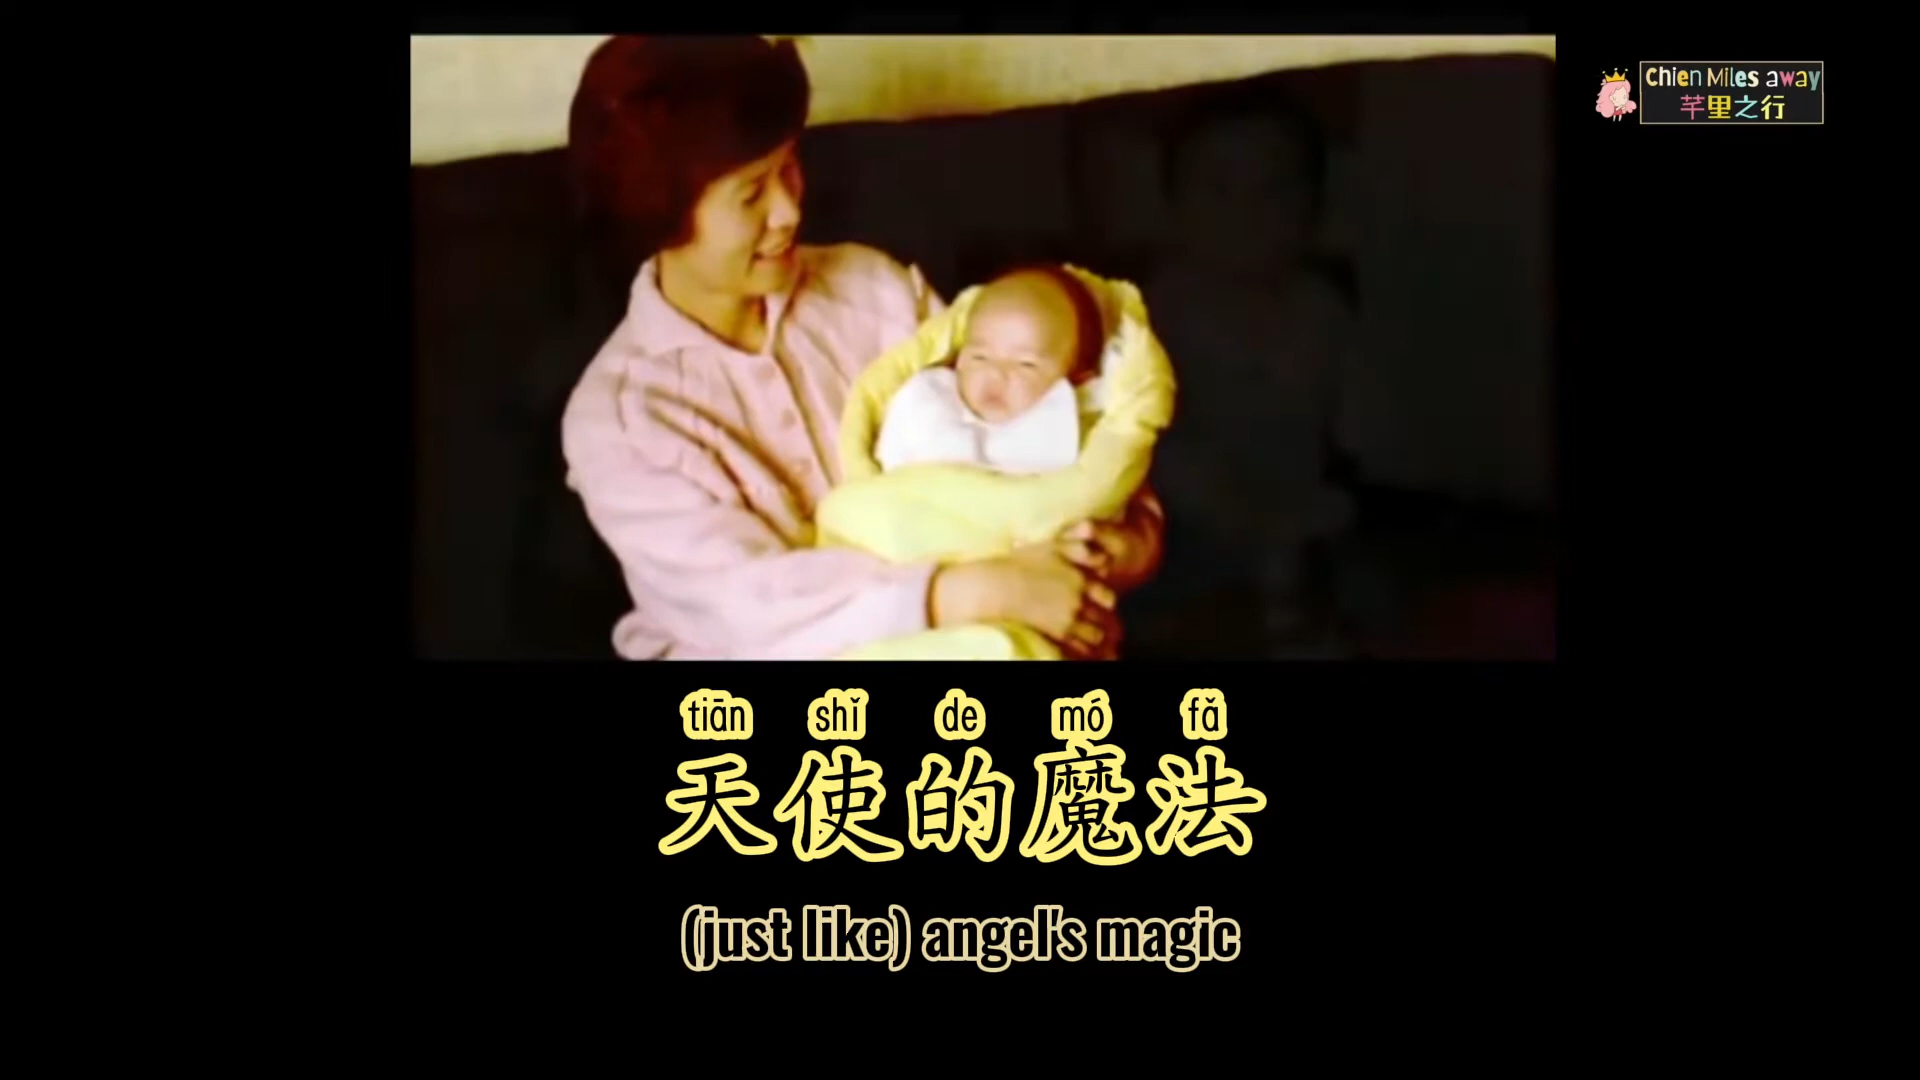 Chien Miles away
芊里之行
tiān shǐ de mó fǎ
天使的魔法
(just like) angel's magic